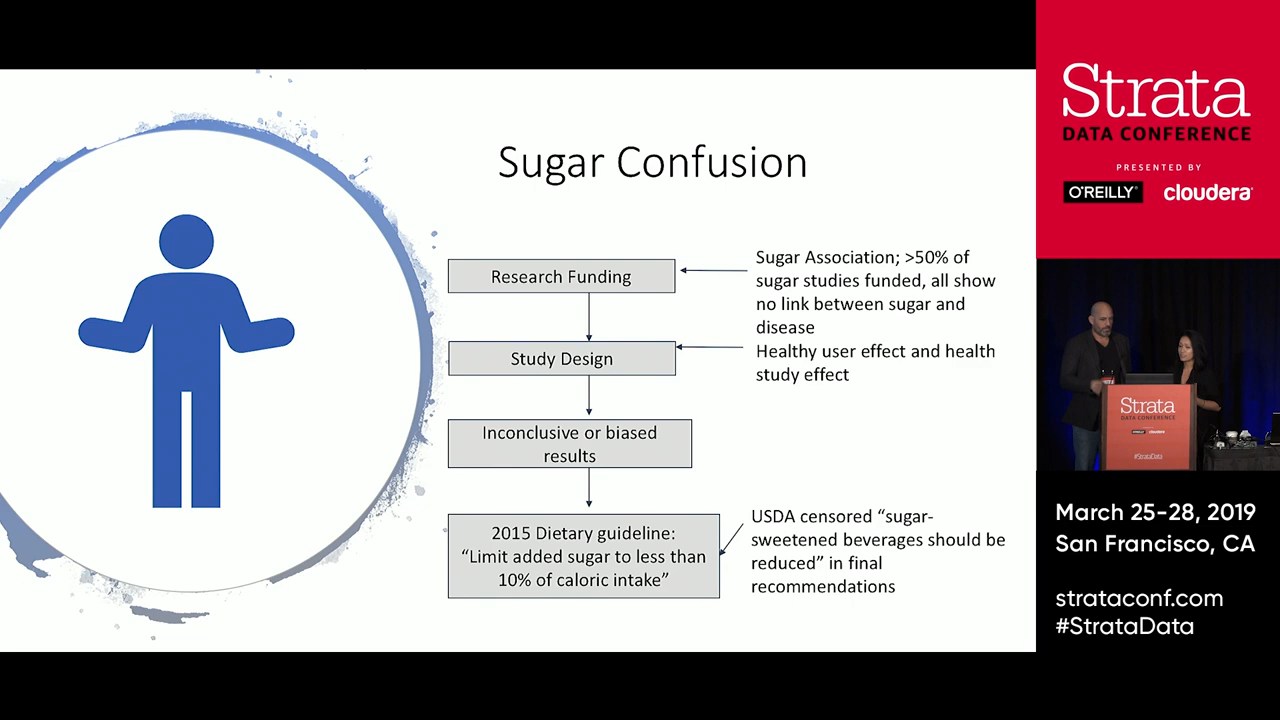 Sugar Confusion
Research Funding
Sugar Association; >50% of
sugar studies funded, all show
no link between sugar and
disease
Study Design
Healthy user effect and health
study effect
Inconclusive or biased
results
2015 Dietary guideline:
“Limit added sugar to less than
10% of caloric intake”
USDA censored “sugar-
sweetened beverages should be
reduced” in final
recommendations
Strata
DATA CONFERENCE
PRESENTED BY
O'REILLY®
cloudera®
Strata
DATA CONFERENCE
#StrataData
March 25-28, 2019
San Francisco, CA
strataconf.com
#StrataData